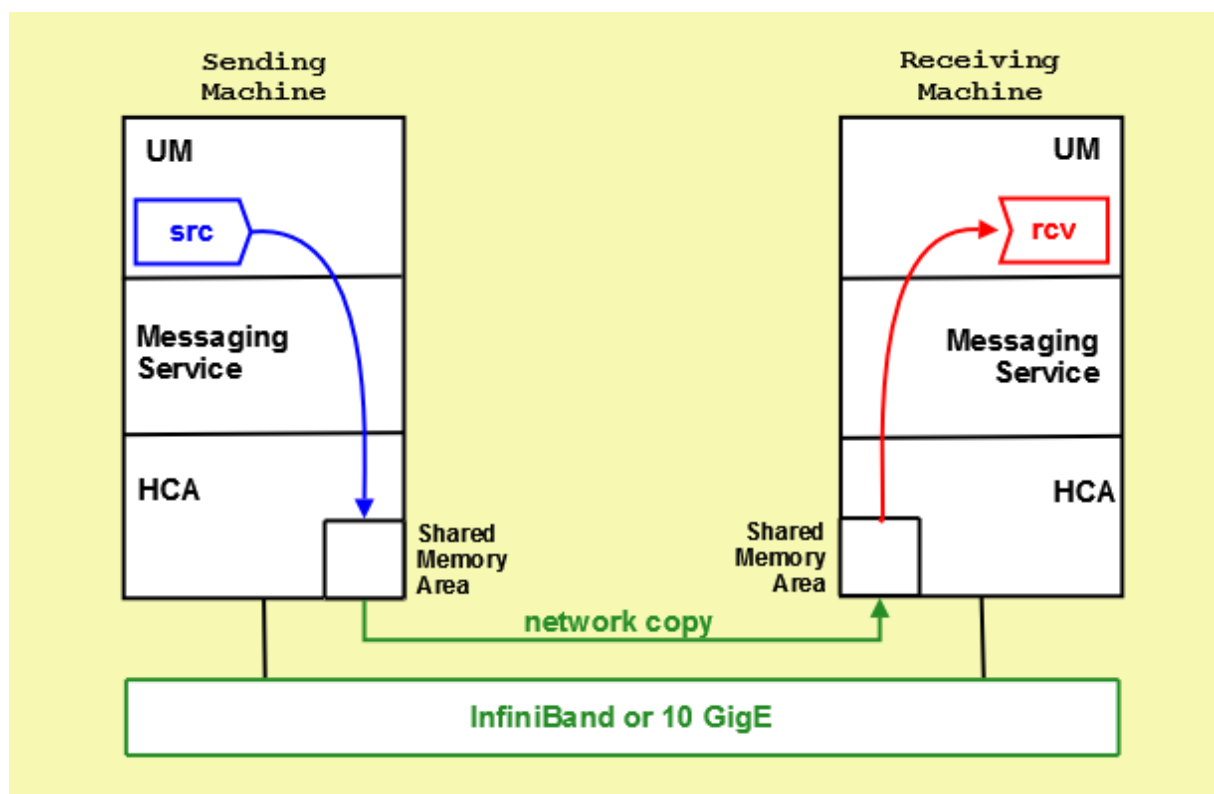 Sending
Machine
Receiving
Machine
UM
UM
src
rcv
Messaging
Service
Messaging
Service
HCA
HCA
Shared
Memory
Area
Shared
Memory
Area
network copy
InfiniBand or 10 GigE